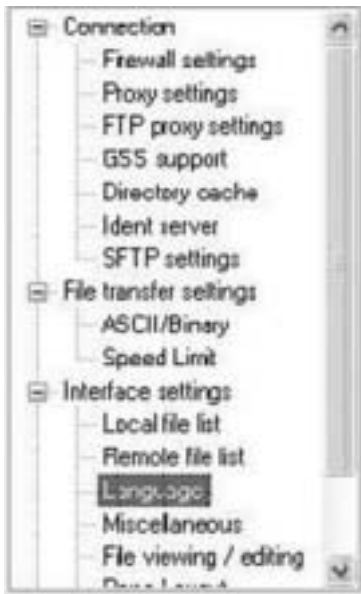 Connection
Firewall settings
Proxy settings
FTP proxy settings
GSS support
Directory cache
Ident server
SFTP settings
File transfer settings
ASCII/Binary
Speed Limit
Interface settings
Local file list
Remote file list
Language
Miscellaneous
File viewing / editing